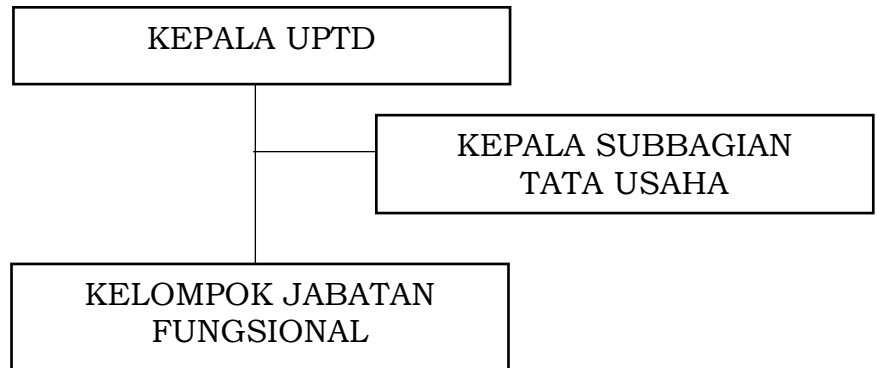 KEPALA UPTD
KEPALA SUBBAGIAN
TATA USAHA
KELOMPOK JABATAN
FUNGSIONAL